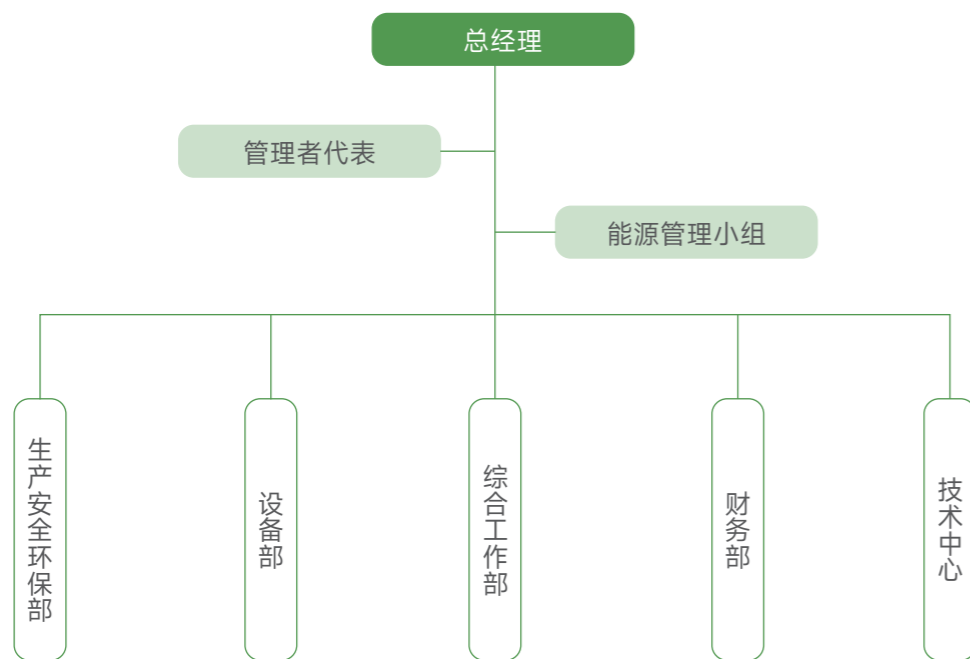 总经理
管理者代表
能源管理小组
生产安全环保部
设备部
综合工作部
财务部
技术中心